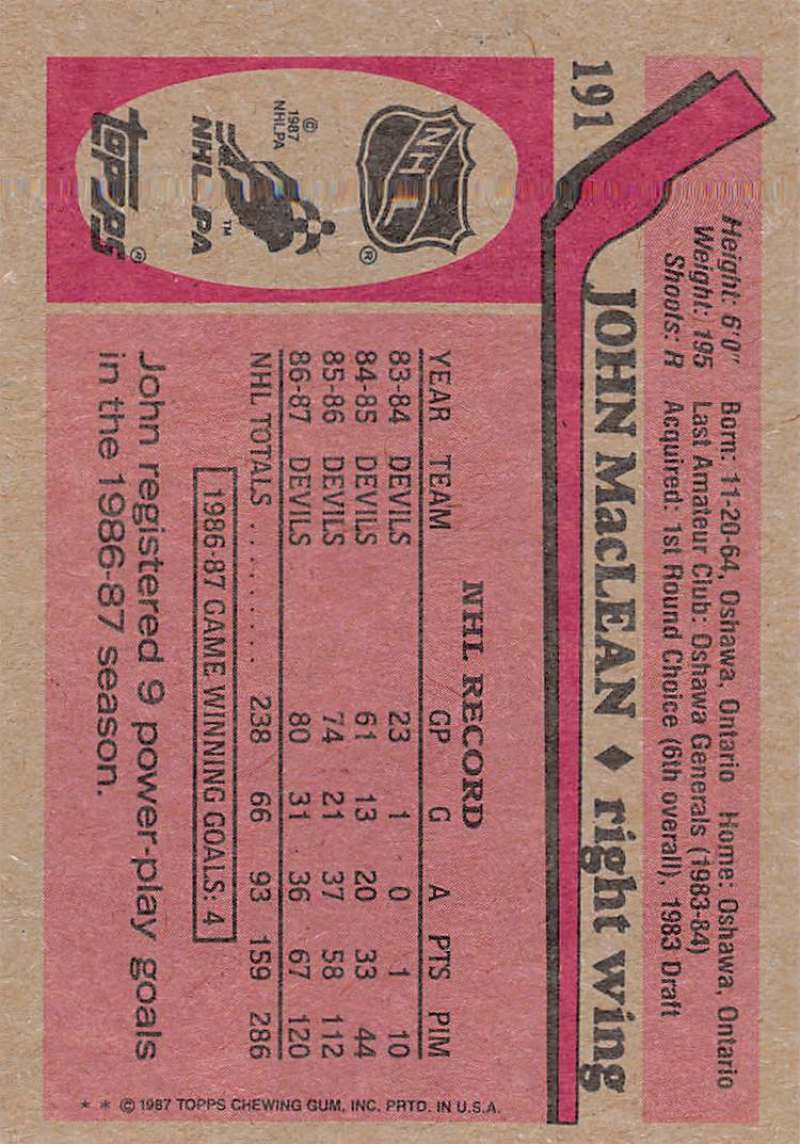 191
Height: 6'0" Born: 11-20-64, Oshawa, Ontario Home: Oshawa, Ontario
Weight: 195 Last Amateur Club: Oshawa Generals (1983-84)
Shoots: R Acquired: 1st Round Choice (6th overall), 1983 Draft
JOHN MacLEAN ♦ right wing
NHL
®
© 1987
NHLPA
NHLPA
TM
TOPPS®
NHL RECORD
YEAR TEAM GP G A PTS PIM
83-84 DEVILS 23 1 0 1 10
84-85 DEVILS 61 13 20 33 44
85-86 DEVILS 74 21 37 58 112
86-87 DEVILS 80 31 36 67 120
NHL TOTALS .......... 238 66 93 159 286
1986-87 GAME WINNING GOALS: 4
John registered 9 power-play goals
in the 1986-87 season.
* * © 1987 TOPPS CHEWING GUM, INC. PRTD. IN U.S.A.